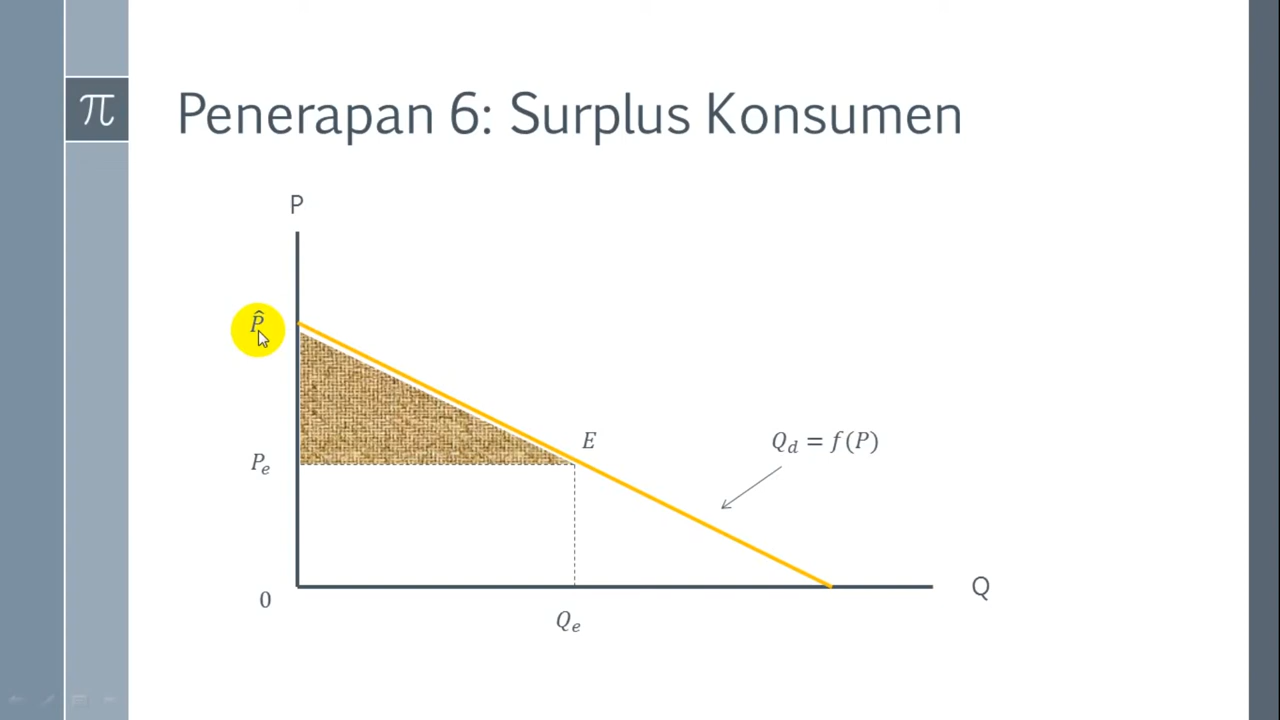 π
Penerapan 6: Surplus Konsumen
P
P̂
E
Q_d = f(P)
P_e
0
Q
Q_e